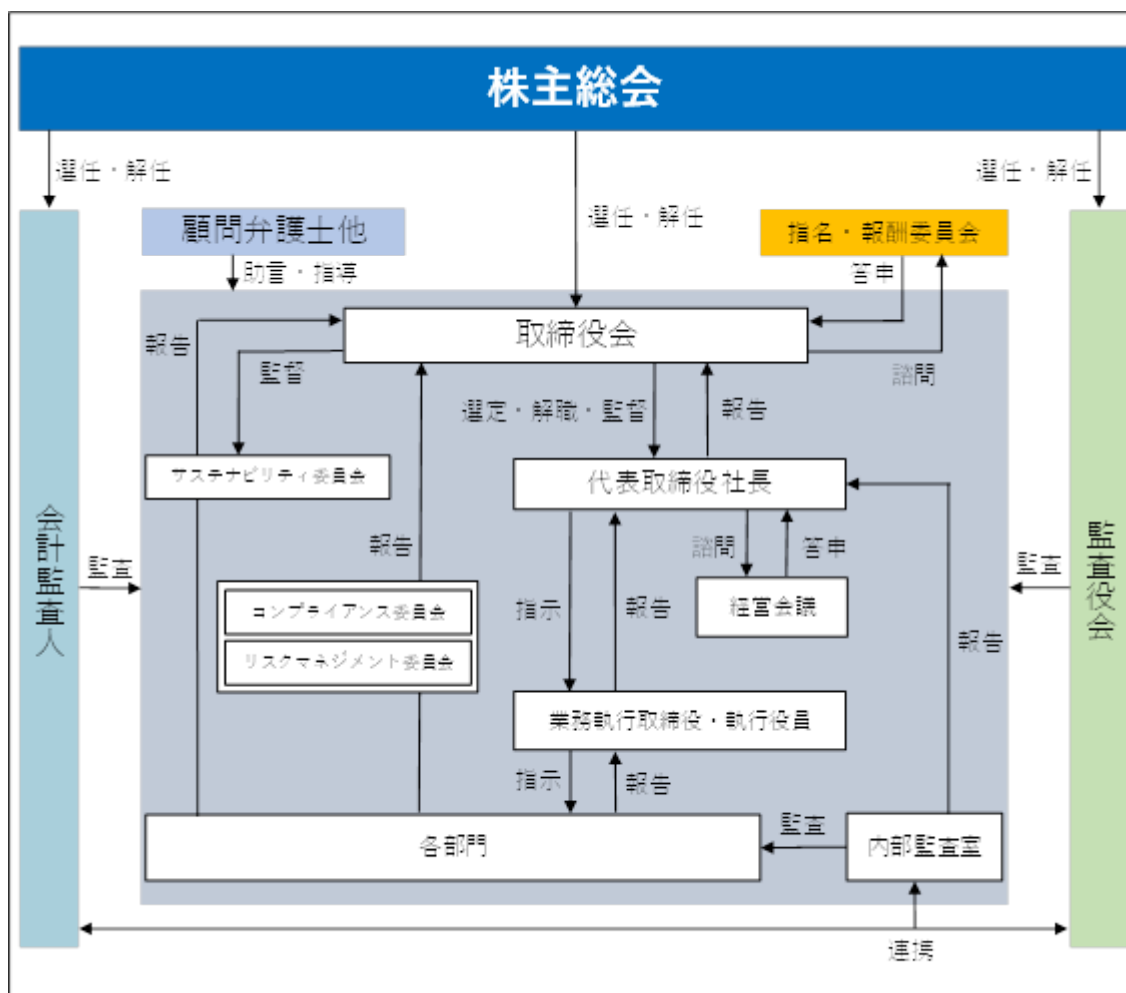 株主総会
選任・解任
選任・解任
選任・解任
顧問弁護士他
指名・報酬委員会
助言・指導
答申
取締役会
報告
監督
諮問
選定・解職・監督
報告
サステナビリティ委員会
代表取締役社長
会計監査人
監査
報告
諮問
答申
監査
監査役会
コンプライアンス委員会
リスクマネジメント委員会
指示
報告
経営会議
報告
業務執行取締役・執行役員
指示
報告
各部門
監査
内部監査室
連携